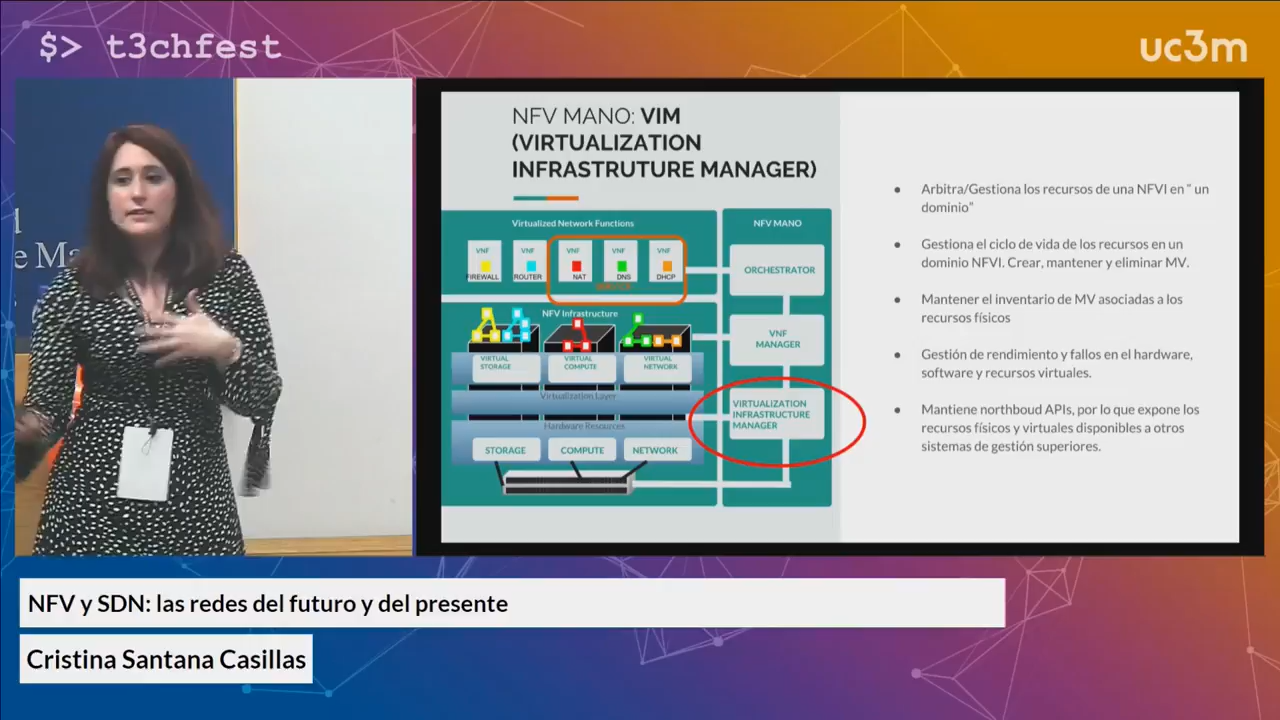 $> t3chfest
uc3m
d
e Ma
NFV MANO: VIM
(VIRTUALIZATION
INFRASTRUTURE MANAGER)
Virtualized Network Functions
VNF
FIREWALL
VNF
ROUTER
VNF
NAT
VNF
DNS
VNF
DHCP
SERVICE
NFV Infrastructure
VIRTUAL
STORAGE
VIRTUAL
COMPUTE
VIRTUAL
NETWORK
Virtualization Layer
Hardware Resources
STORAGE
COMPUTE
NETWORK
NFV MANO
ORCHESTRATOR
VNF
MANAGER
VIRTUALIZATION
INFRASTRUCTURE
MANAGER
● Arbitra/Gestiona los recursos de una NFVI en " un
dominio"
● Gestiona el ciclo de vida de los recursos en un
dominio NFVI. Crear, mantener y eliminar MV.
● Mantener el inventario de MV asociadas a los
recursos físicos
● Gestión de rendimiento y fallos en el hardware,
software y recursos virtuales.
● Mantiene northboud APIs, por lo que expone los
recursos físicos y virtuales disponibles a otros
sistemas de gestión superiores.
NFV y SDN: las redes del futuro y del presente
Cristina Santana Casillas